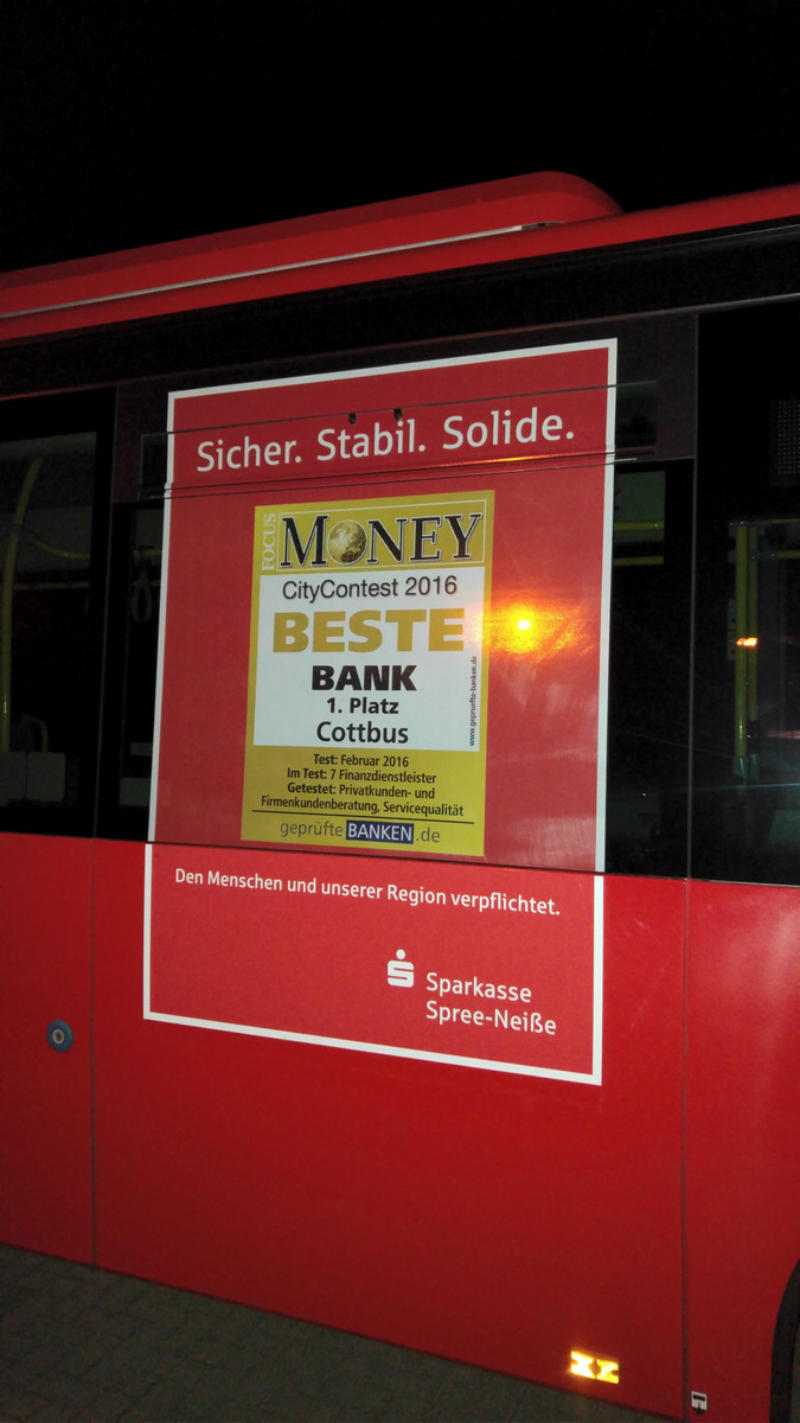 Sicher. Stabil. Solide.
FOCUS
MONEY
CityContest 2016
BESTE
BANK
1. Platz
Cottbus
www.gepruefte-banken.de
Test: Februar 2016
Im Test: 7 Finanzdienstleister
Getestet: Privatkunden- und
Firmenkundenberatung, Servicequalität
geprüfte BANKEN.de
Den Menschen und unserer Region verpflichtet.
Sparkasse
Spree-Neiße